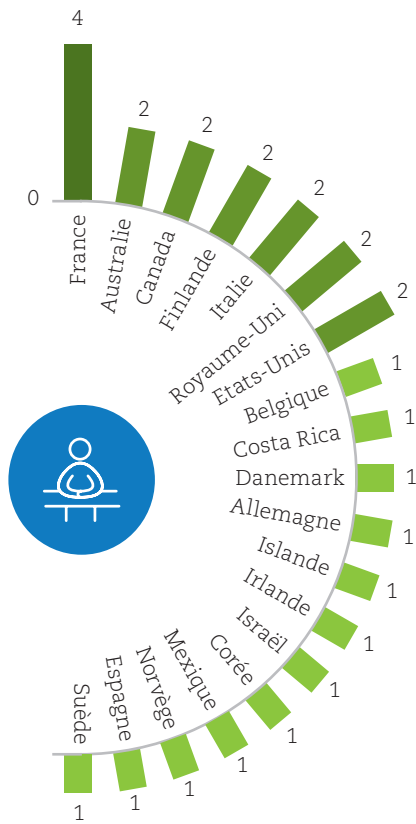 4
0
France
2
Australie
2
Canada
2
Finlande
2
Italie
2
Royaume-Uni
2
Etats-Unis
1
Belgique
1
Costa Rica
1
Danemark
1
Allemagne
1
Islande
1
Irlande
1
Israël
1
Corée
1
Mexique
1
Norvège
1
Espagne
1
Suède